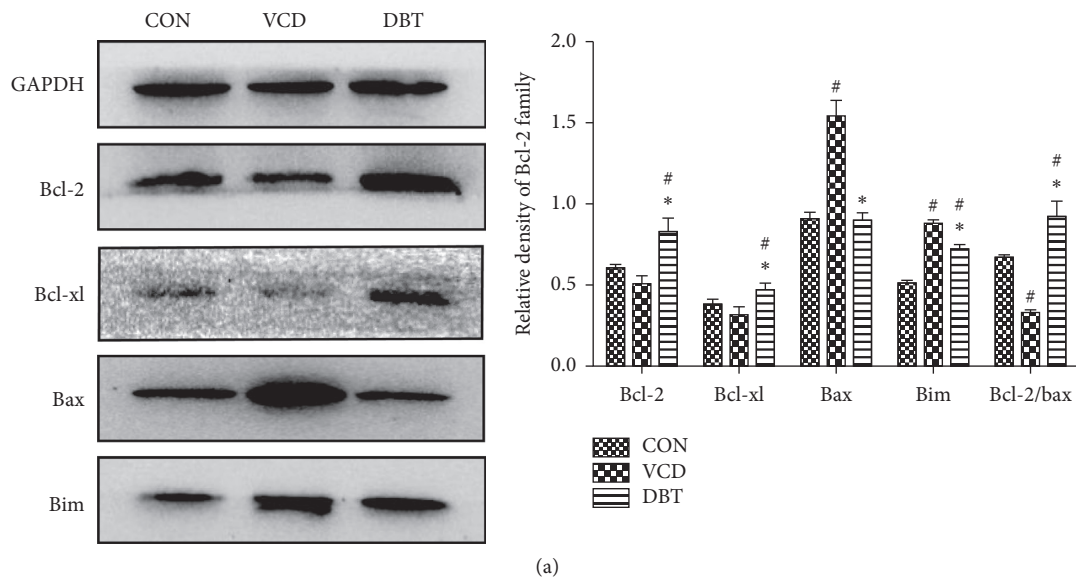 CON VCD DBT
GAPDH
Bcl-2
Bcl-xl
Bax
Bim
Relative density of Bcl-2 family
2.0
1.5
1.0
0.5
0.0
# * # * # * # # * # # *
Bcl-2 Bcl-xl Bax Bim Bcl-2/bax
CON
VCD
DBT
(a)